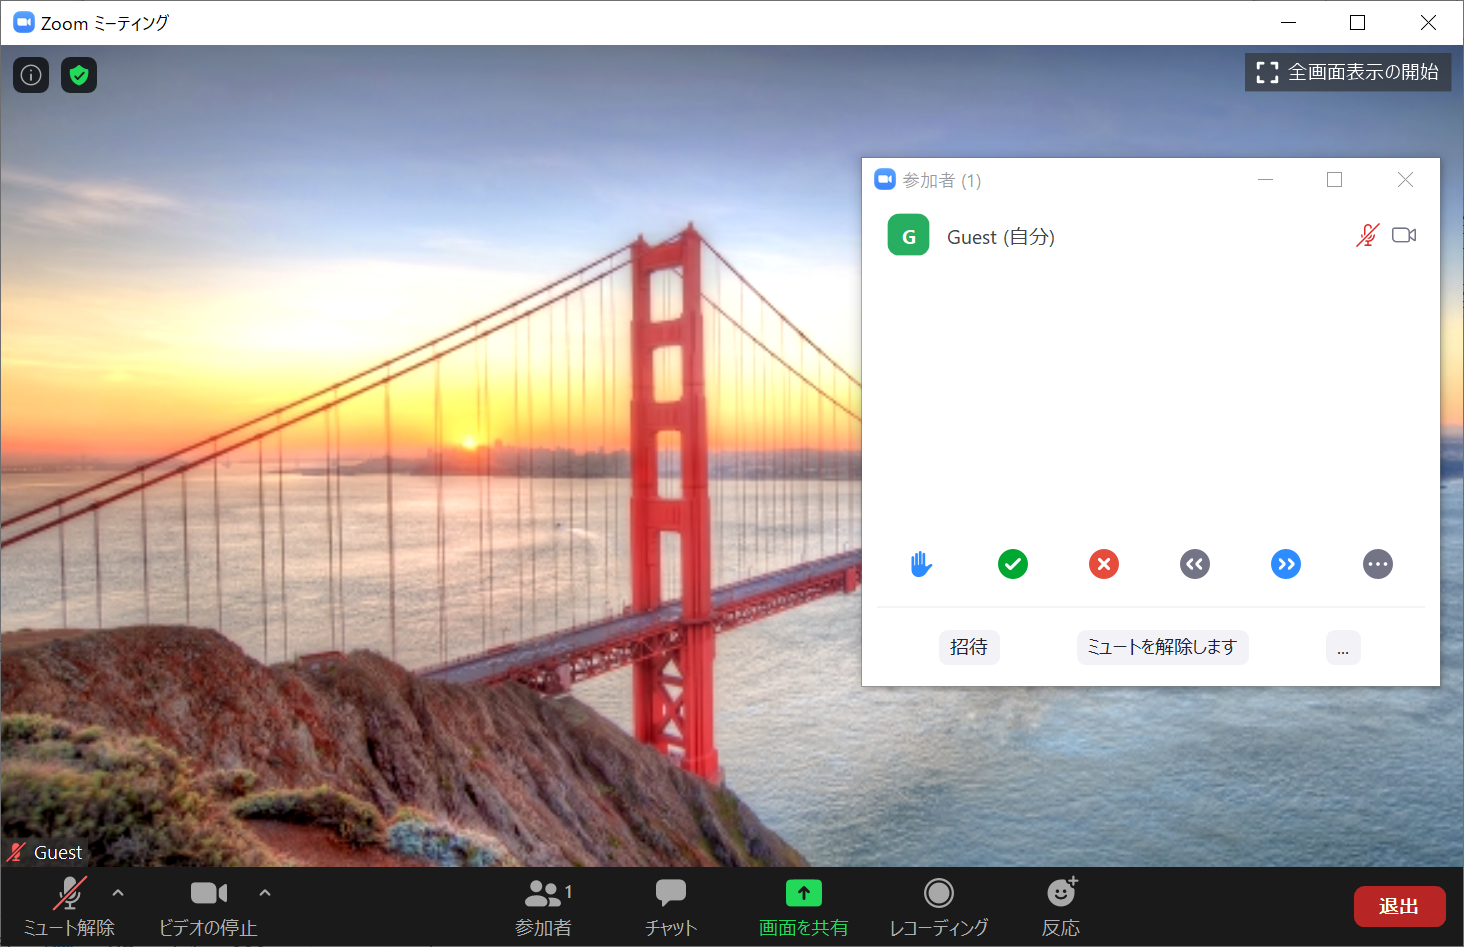 Zoom ミーティング
全画面表示の開始
参加者 (1)
G
Guest (自分)
招待
ミュートを解除します
...
Guest
1
ミュート解除
ビデオの停止
参加者
チャット
画面を共有
レコーディング
反応
退出